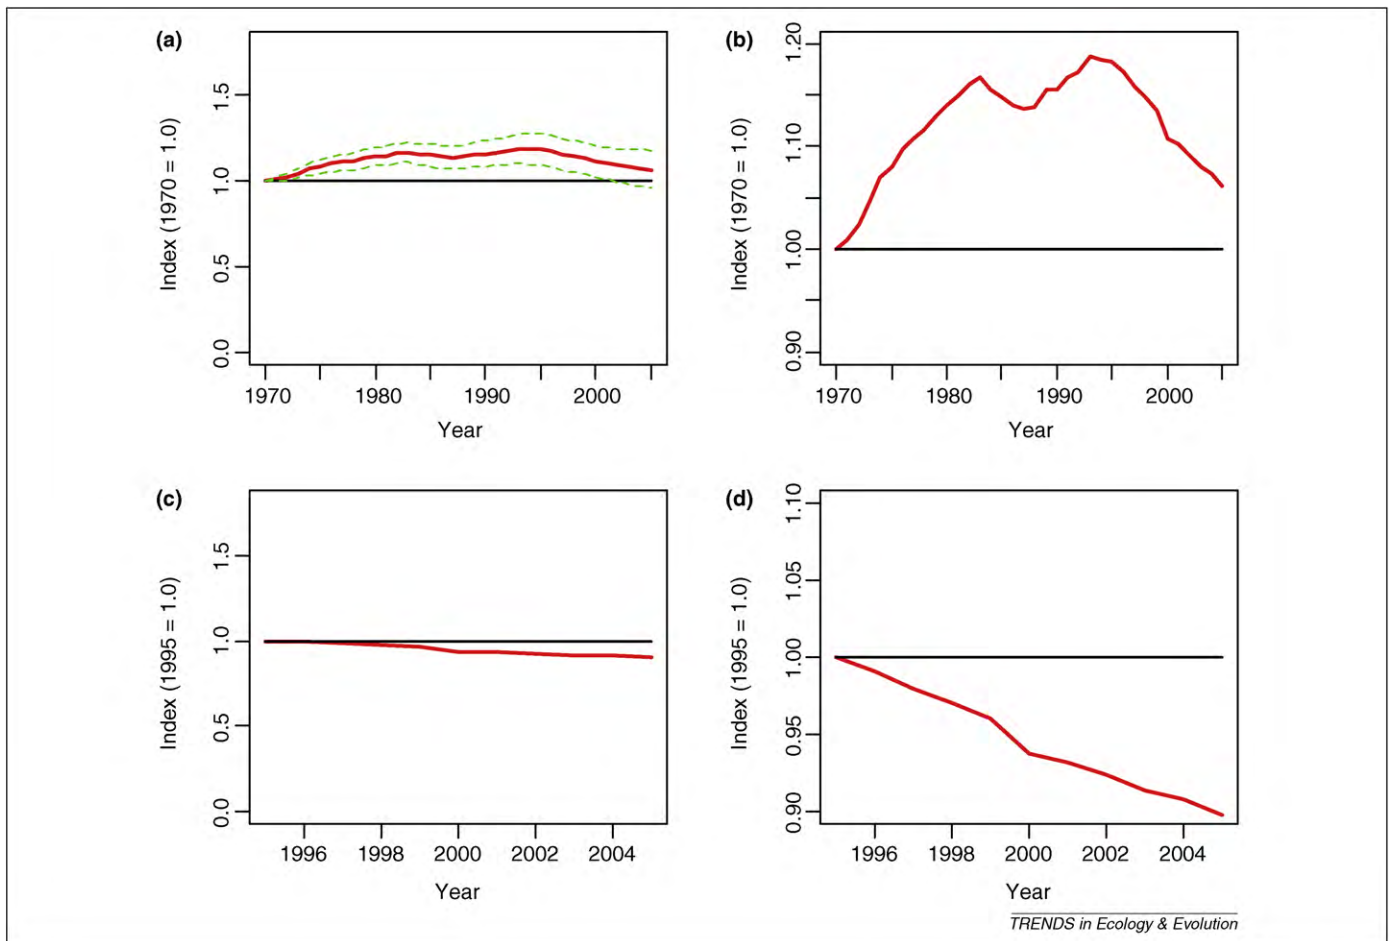 (a)
Index (1970 = 1.0)
1.5
1.0
0.5
0.0
1970 1980 1990 2000
Year
(b)
Index (1970 = 1.0)
1.20
1.10
1.00
0.90
1970 1980 1990 2000
Year
(c)
Index (1995 = 1.0)
1.5
1.0
0.5
0.0
1996 1998 2000 2002 2004
Year
(d)
Index (1995 = 1.0)
1.10
1.05
1.00
0.95
0.90
1996 1998 2000 2002 2004
Year
TRENDS in Ecology & Evolution